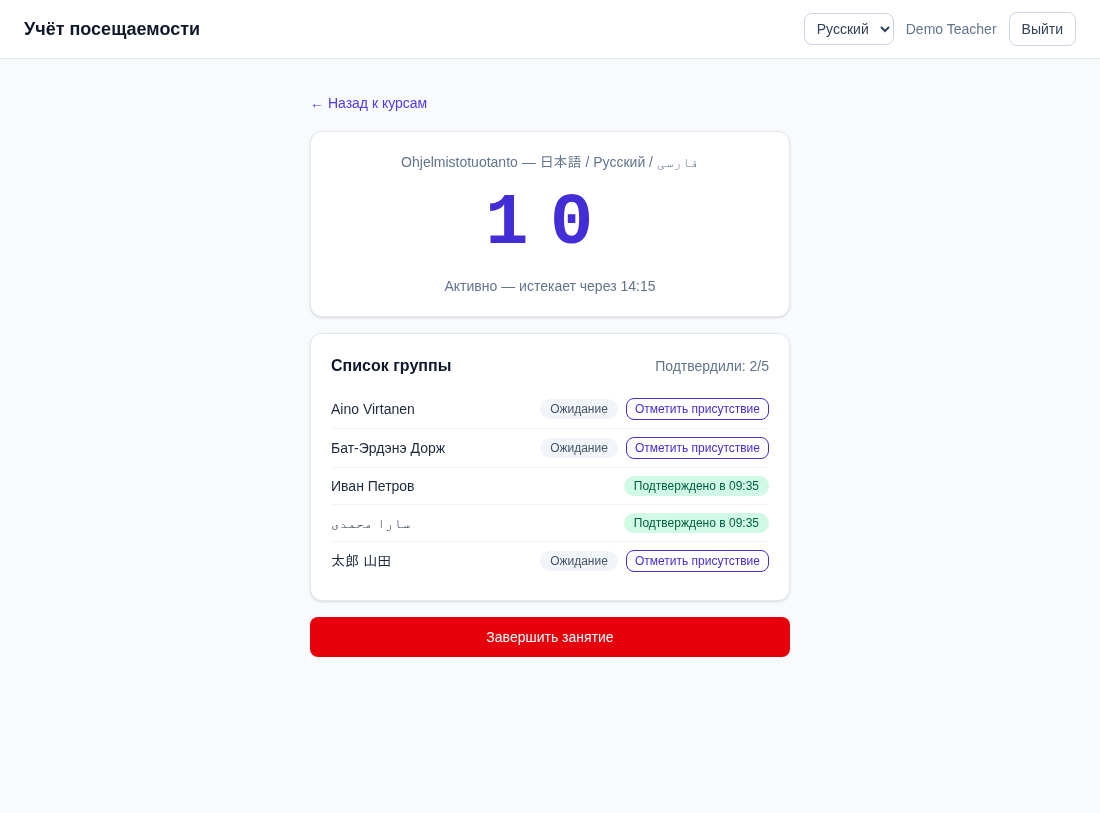 Учёт посещаемости
Русский
Demo Teacher
Выйти
← Назад к курсам
Ohjelmistotuotanto — 日本語 / Русский / فارسی
10
Активно — истекает через 14:15
Список группы
Подтвердили: 2/5
Aino Virtanen
Ожидание
Отметить присутствие
Бат-Эрдэнэ Дорж
Ожидание
Отметить присутствие
Иван Петров
Подтверждено в 09:35
سارا محمدی
Подтверждено в 09:35
太郎 山田
Ожидание
Отметить присутствие
Завершить занятие